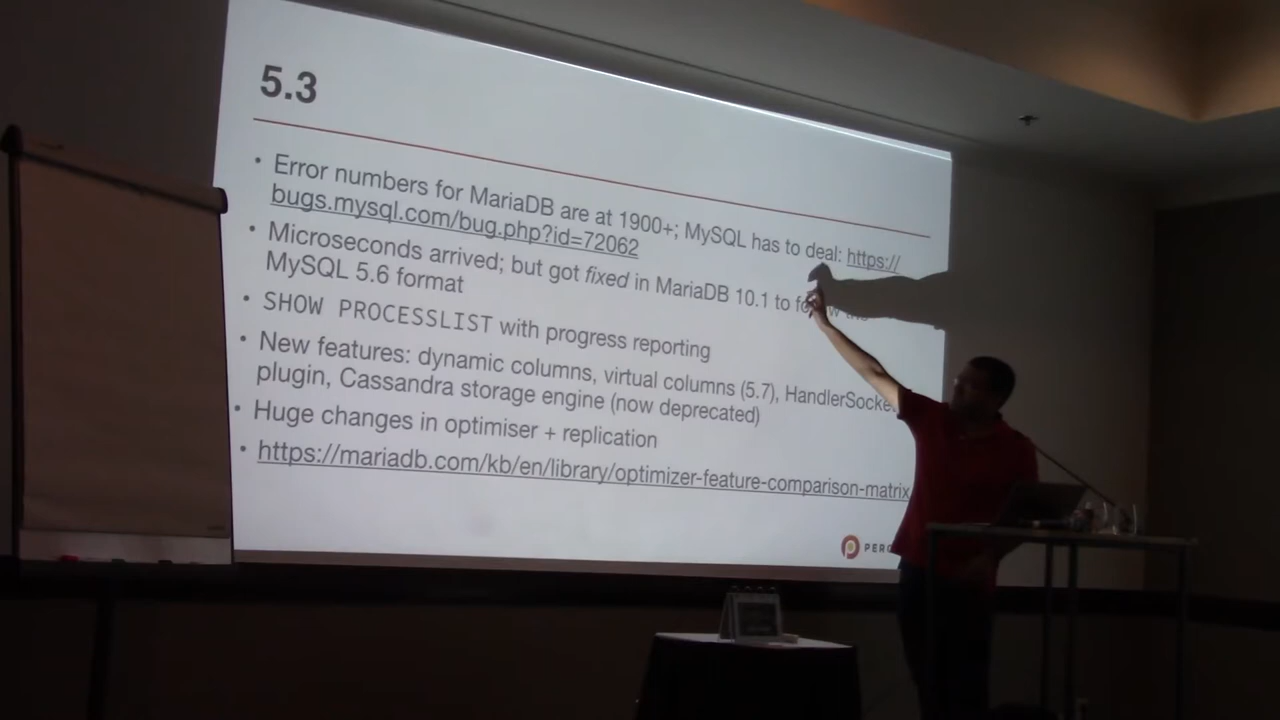 5.3
• Error numbers for MariaDB are at 1900+; MySQL has to deal: https://
bugs.mysql.com/bug.php?id=72062
• Microseconds arrived; but got fixed in MariaDB 10.1 to
MySQL 5.6 format
• SHOW PROCESSLIST with progress reporting
• New features: dynamic columns, virtual columns (5.7), HandlerSocke
plugin, Cassandra storage engine (now deprecated)
• Huge changes in optimiser + replication
• https://mariadb.com/kb/en/library/optimizer-feature-comparison-matrix
PERC